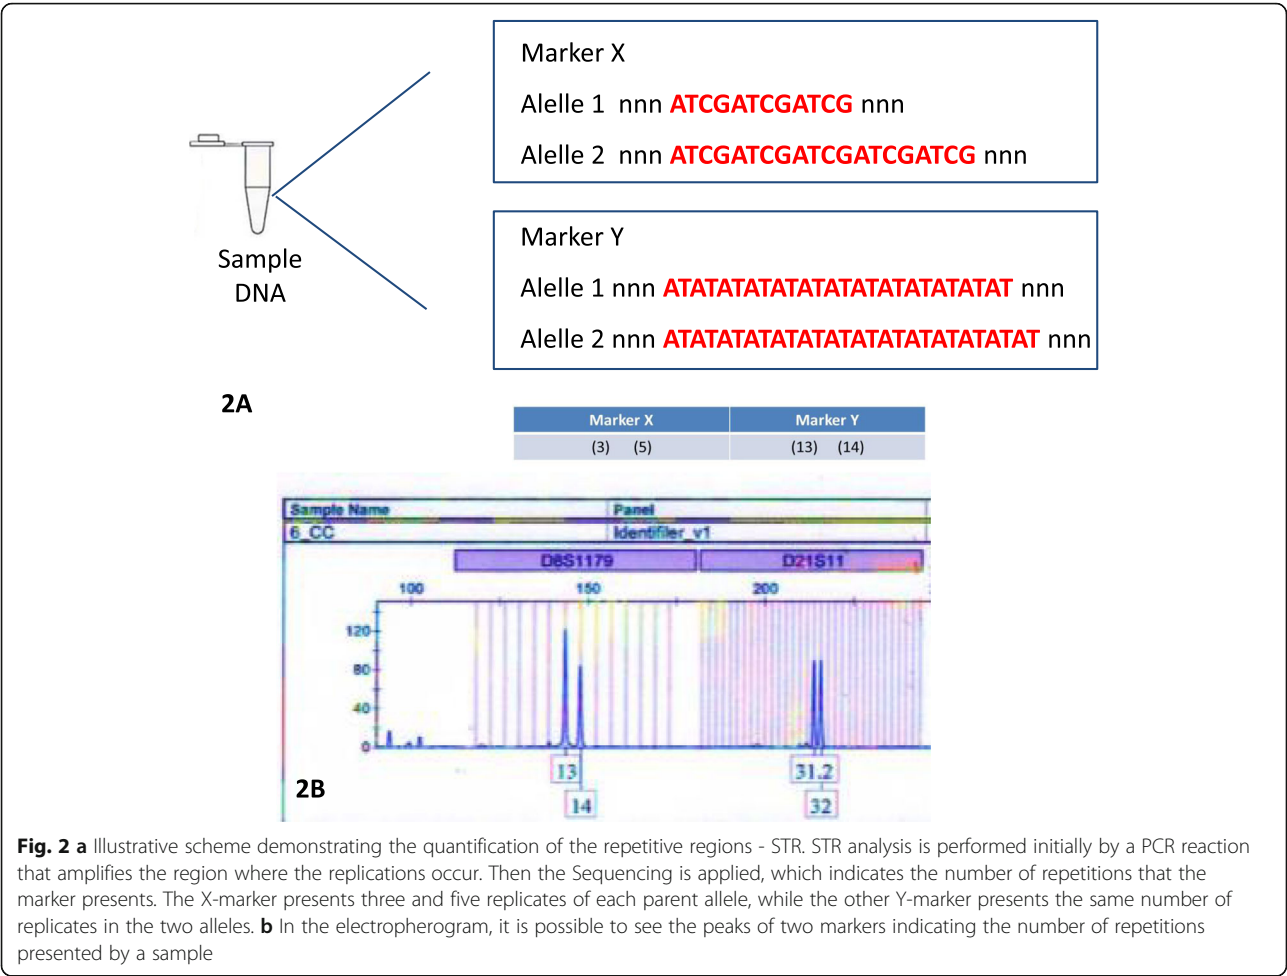 Marker X
Alelle 1 nnn ATCGATCGATCG nnn
Alelle 2 nnn ATCGATCGATCGATCGATCG nnn
Sample
DNA
Marker Y
Alelle 1 nnn ATATATATATATATATATATATATAT nnn
Alelle 2 nnn ATATATATATATATATATATATATATAT nnn
2A
Marker X Marker Y
(3) (5) (13) (14)
Sample Name Panel
6_CC Identifiler_v1
D8S1179 D21S11
100 150 200
120
80
40
0
13 31.2
14 32
2B
Fig. 2 a Illustrative scheme demonstrating the quantification of the repetitive regions - STR. STR analysis is performed initially by a PCR reaction
that amplifies the region where the replications occur. Then the Sequencing is applied, which indicates the number of repetitions that the
marker presents. The X-marker presents three and five replicates of each parent allele, while the other Y-marker presents the same number of
replicates in the two alleles. b In the electropherogram, it is possible to see the peaks of two markers indicating the number of repetitions
presented by a sample